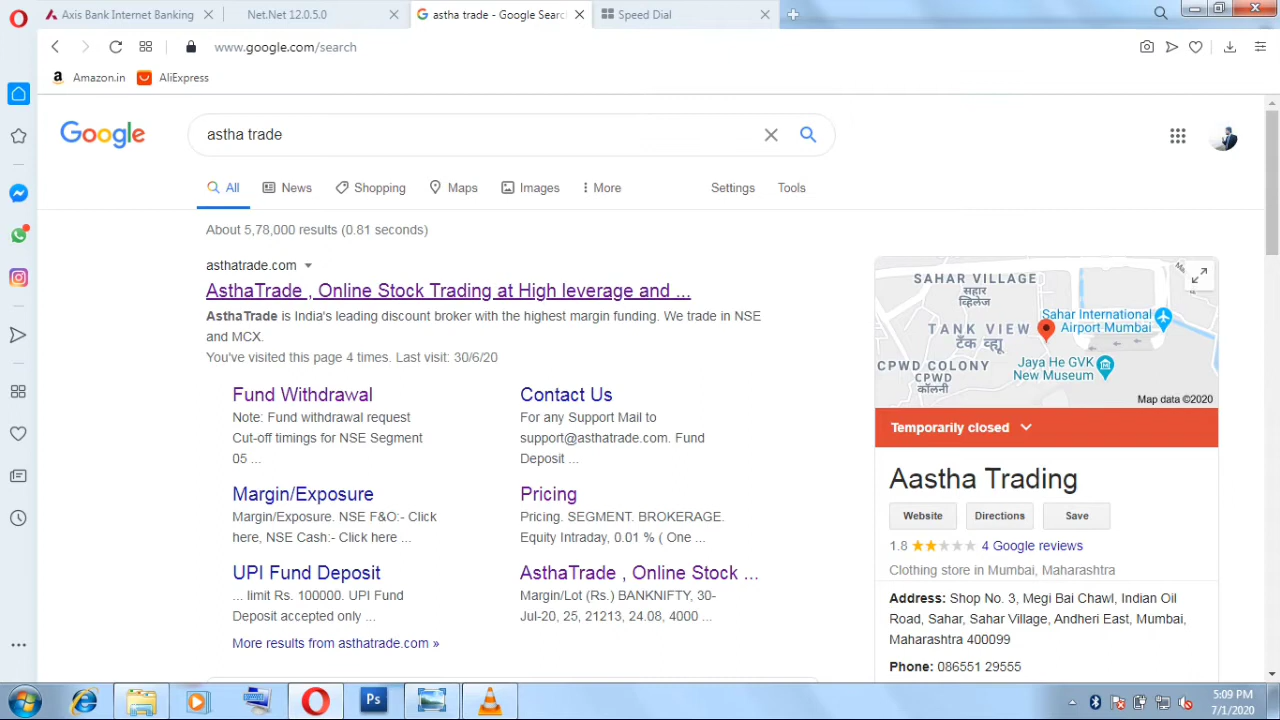 Axis Bank Internet Banking
Net.Net 12.0.5.0
astha trade - Google Searc
Speed Dial
www.google.com/search
Amazon.in
AliExpress
Google
astha trade
All
News
Shopping
Maps
Images
More
Settings
Tools
About 5,78,000 results (0.81 seconds)
asthatrade.com
AsthaTrade , Online Stock Trading at High leverage and ...
AsthaTrade is India's leading discount broker with the highest margin funding. We trade in NSE
and MCX.
You've visited this page 4 times. Last visit: 30/6/20
Fund Withdrawal
Note: Fund withdrawal request
Cut-off timings for NSE Segment
05 ...
Contact Us
For any Support Mail to
support@asthatrade.com. Fund
Deposit ...
Margin/Exposure
Margin/Exposure. NSE F&O:- Click
here, NSE Cash:- Click here ...
Pricing
Pricing. SEGMENT. BROKERAGE.
Equity Intraday, 0.01 % ( One ...
UPI Fund Deposit
... limit Rs. 100000. UPI Fund
Deposit accepted only ...
AsthaTrade , Online Stock ...
Margin/Lot (Rs.) BANKNIFTY, 30-
Jul-20, 25, 21213, 24.08, 4000 ...
More results from asthatrade.com »
SAHAR VILLAGE
सहार
व्हिलेज
Sahar International
Airport Mumbai
TANK VIEW
टँक व्ह्यू
CPWD COLONY
CPWD
कॉलनी
Jaya He GVK
New Museum
Map data ©2020
Temporarily closed
Aastha Trading
Website
Directions
Save
1.8
4 Google reviews
Clothing store in Mumbai, Maharashtra
Address: Shop No. 3, Megi Bai Chawl, Indian Oil
Road, Sahar, Sahar Village, Andheri East, Mumbai,
Maharashtra 400099
Phone: 086551 29555
Ps
5:09 PM
7/1/2020